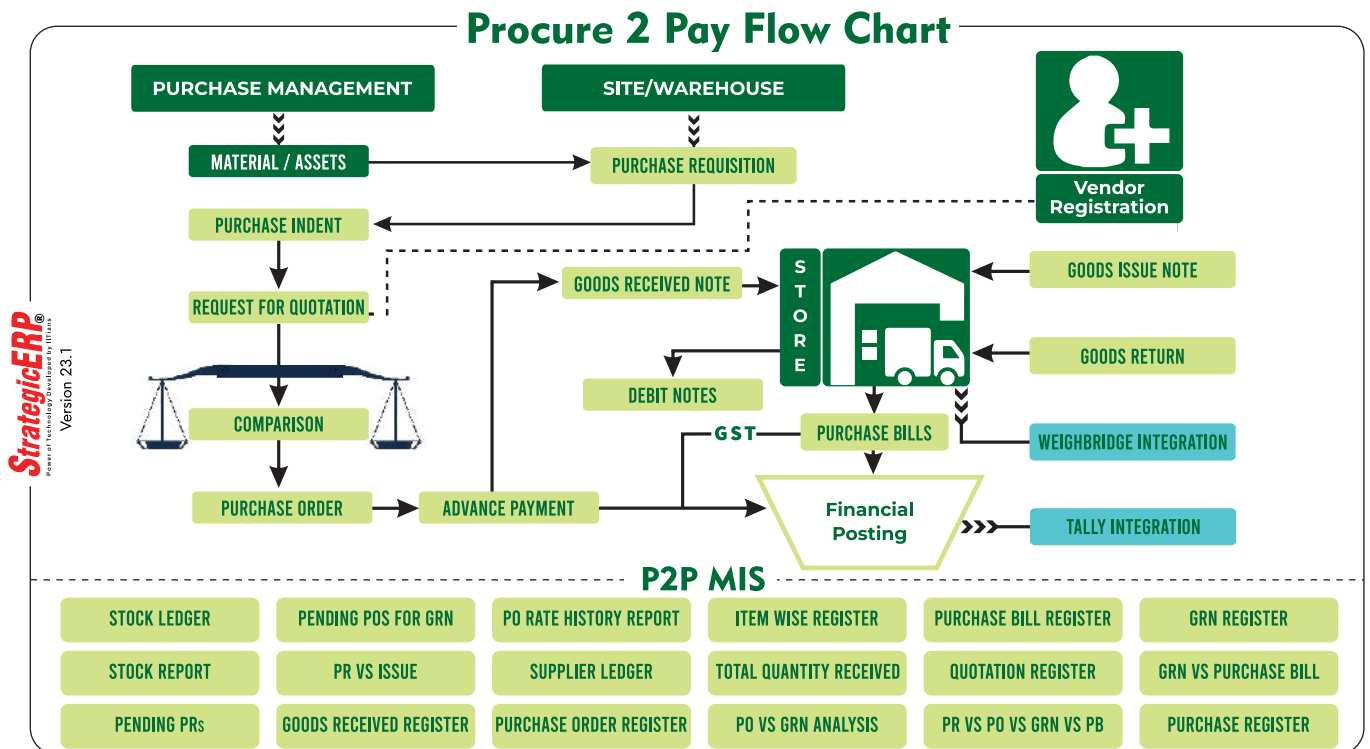 Procure 2 Pay Flow Chart
PURCHASE MANAGEMENT
SITE/WAREHOUSE
MATERIAL / ASSETS
PURCHASE REQUISITION
Vendor
Registration
PURCHASE INDENT
STORE
GOODS ISSUE NOTE
GOODS RECEIVED NOTE
REQUEST FOR QUOTATION
GOODS RETURN
DEBIT NOTES
COMPARISON
GST
PURCHASE BILLS
WEIGHBRIDGE INTEGRATION
PURCHASE ORDER
ADVANCE PAYMENT
Financial
Posting
TALLY INTEGRATION
StrategicERP®
Power of Technology Developed by IITians
Version 23.1
P2P MIS
STOCK LEDGER
PENDING POS FOR GRN
PO RATE HISTORY REPORT
ITEM WISE REGISTER
PURCHASE BILL REGISTER
GRN REGISTER
STOCK REPORT
PR VS ISSUE
SUPPLIER LEDGER
TOTAL QUANTITY RECEIVED
QUOTATION REGISTER
GRN VS PURCHASE BILL
PENDING PRs
GOODS RECEIVED REGISTER
PURCHASE ORDER REGISTER
PO VS GRN ANALYSIS
PR VS PO VS GRN VS PB
PURCHASE REGISTER